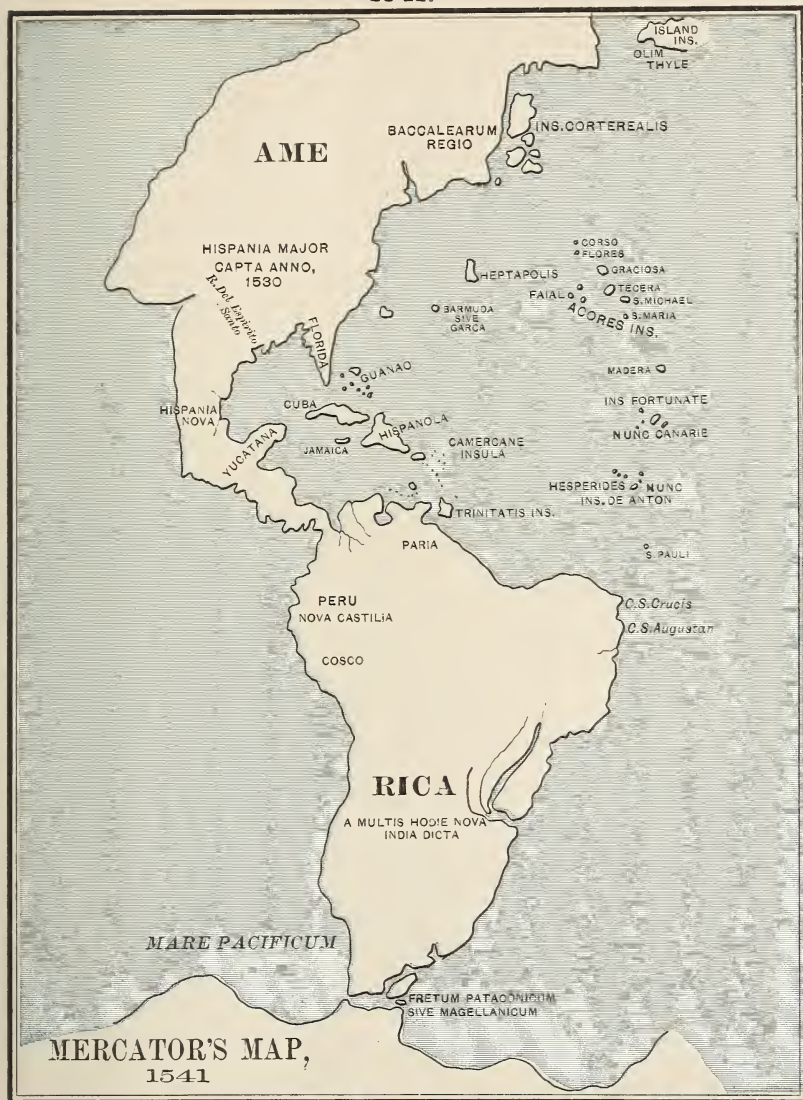 ISLAND
INS.
OLIM
THYLE
BACCALEARUM
REGIO
INS. CORTEREALIS
AME
HISPANIA MAJOR
CAPTA ANNO,
1530
R. Del Espiritu
Santo
FLORIDA
HEPTAPOLIS
CORSO
FLORES
GRACIOSA
TECERA
FAIAL
S. MICHAEL
S. MARIA
AÇORES INS.
BARMUDA
SIVE
GARCA
GUANAO
MADERA
CUBA
HISPANIA
NOVA
HISPANOLA
JAMAICA
YUCATANA
CAMERCANE
INSULA
INS FORTUNATE
NUNC CANARIE
HESPERIDES NUNC
INS. DE ANTON
TRINITATIS INS.
PARIA
S. PAULI
PERU
NOVA CASTILIA
C.S.Crucis
C.S.Augustan
COSCO
RICA
A MULTIS HODIE NOVA
INDIA DICTA
MARE PACIFICUM
FRETUM PATAGONICUM
SIVE MAGELLANICUM
MERCATOR'S MAP,
1541